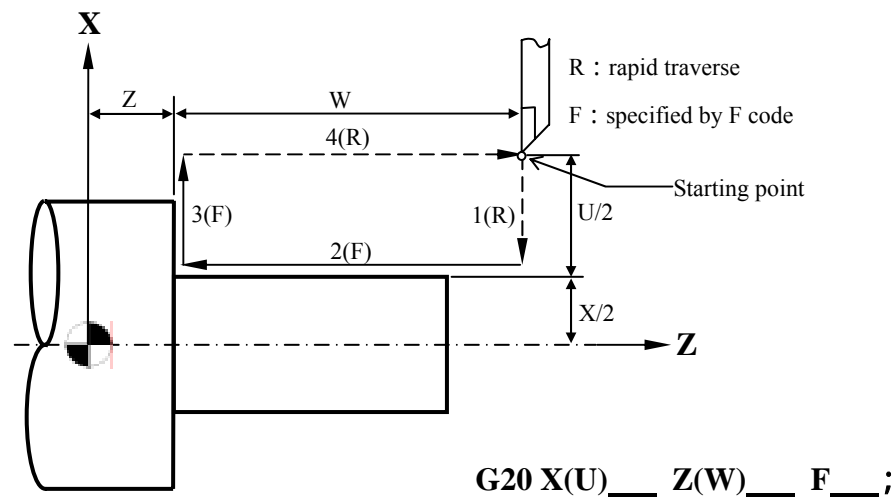 X
Z
W
R：rapid traverse
F：specified by F code
4(R)
Starting point
3(F)
1(R)
U/2
2(F)
X/2
Z
G20 X(U)___ Z(W)___ F___;